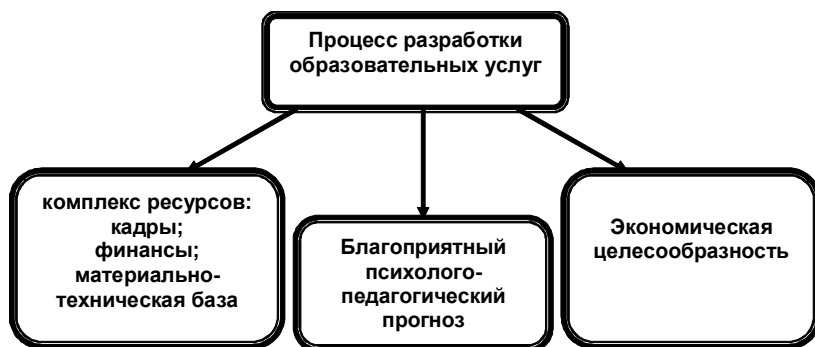 Процесс разработки
образовательных услуг
комплекс ресурсов:
кадры;
финансы;
материально-
техническая база
Благоприятный
психолого-
педагогический
прогноз
Экономическая
целесообразность